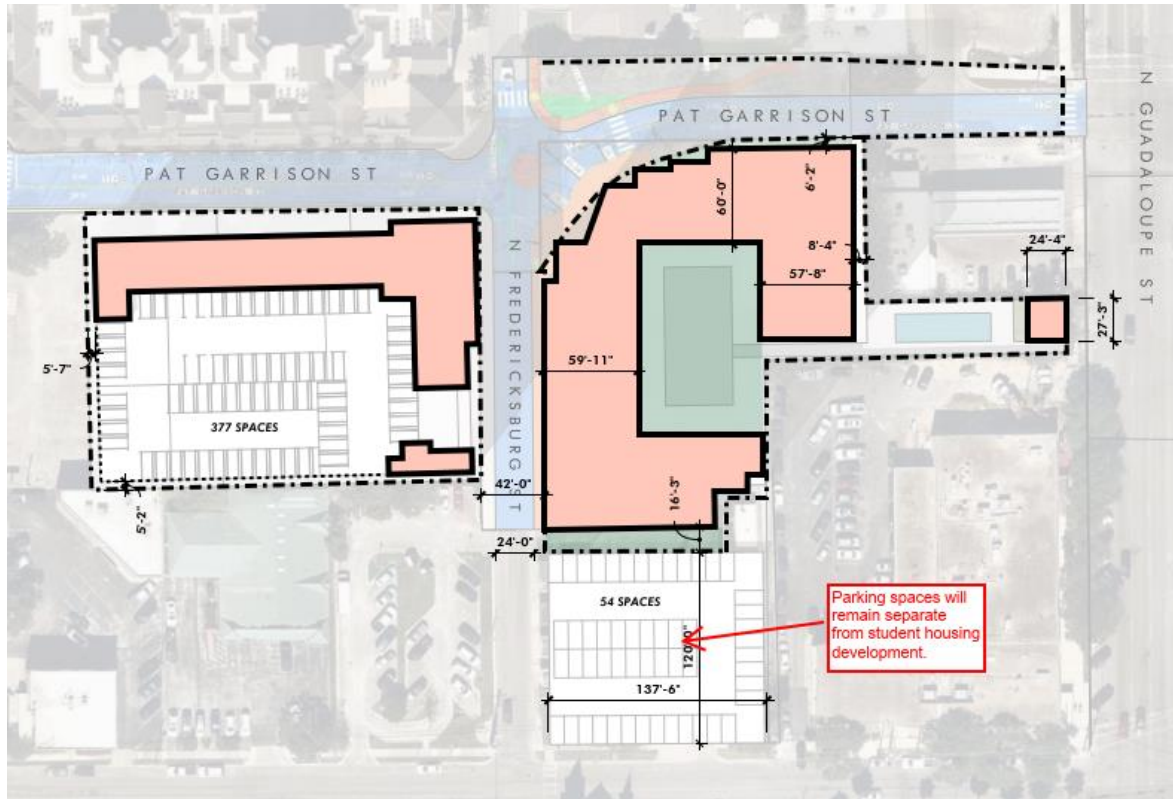 PAT GARRISON ST
PAT GARRISON ST
N GUADALOUPE ST
N FREDERICKSBURG ST
60'-0"
6'-2"
8'-4"
57'-8"
24'-4"
27'-3"
59'-11"
5'-7"
377 SPACES
5'-2"
42'-0"
24'-0"
16'-3"
54 SPACES
120'-0"
137'-6"
Parking spaces will
remain separate
from student housing
development.